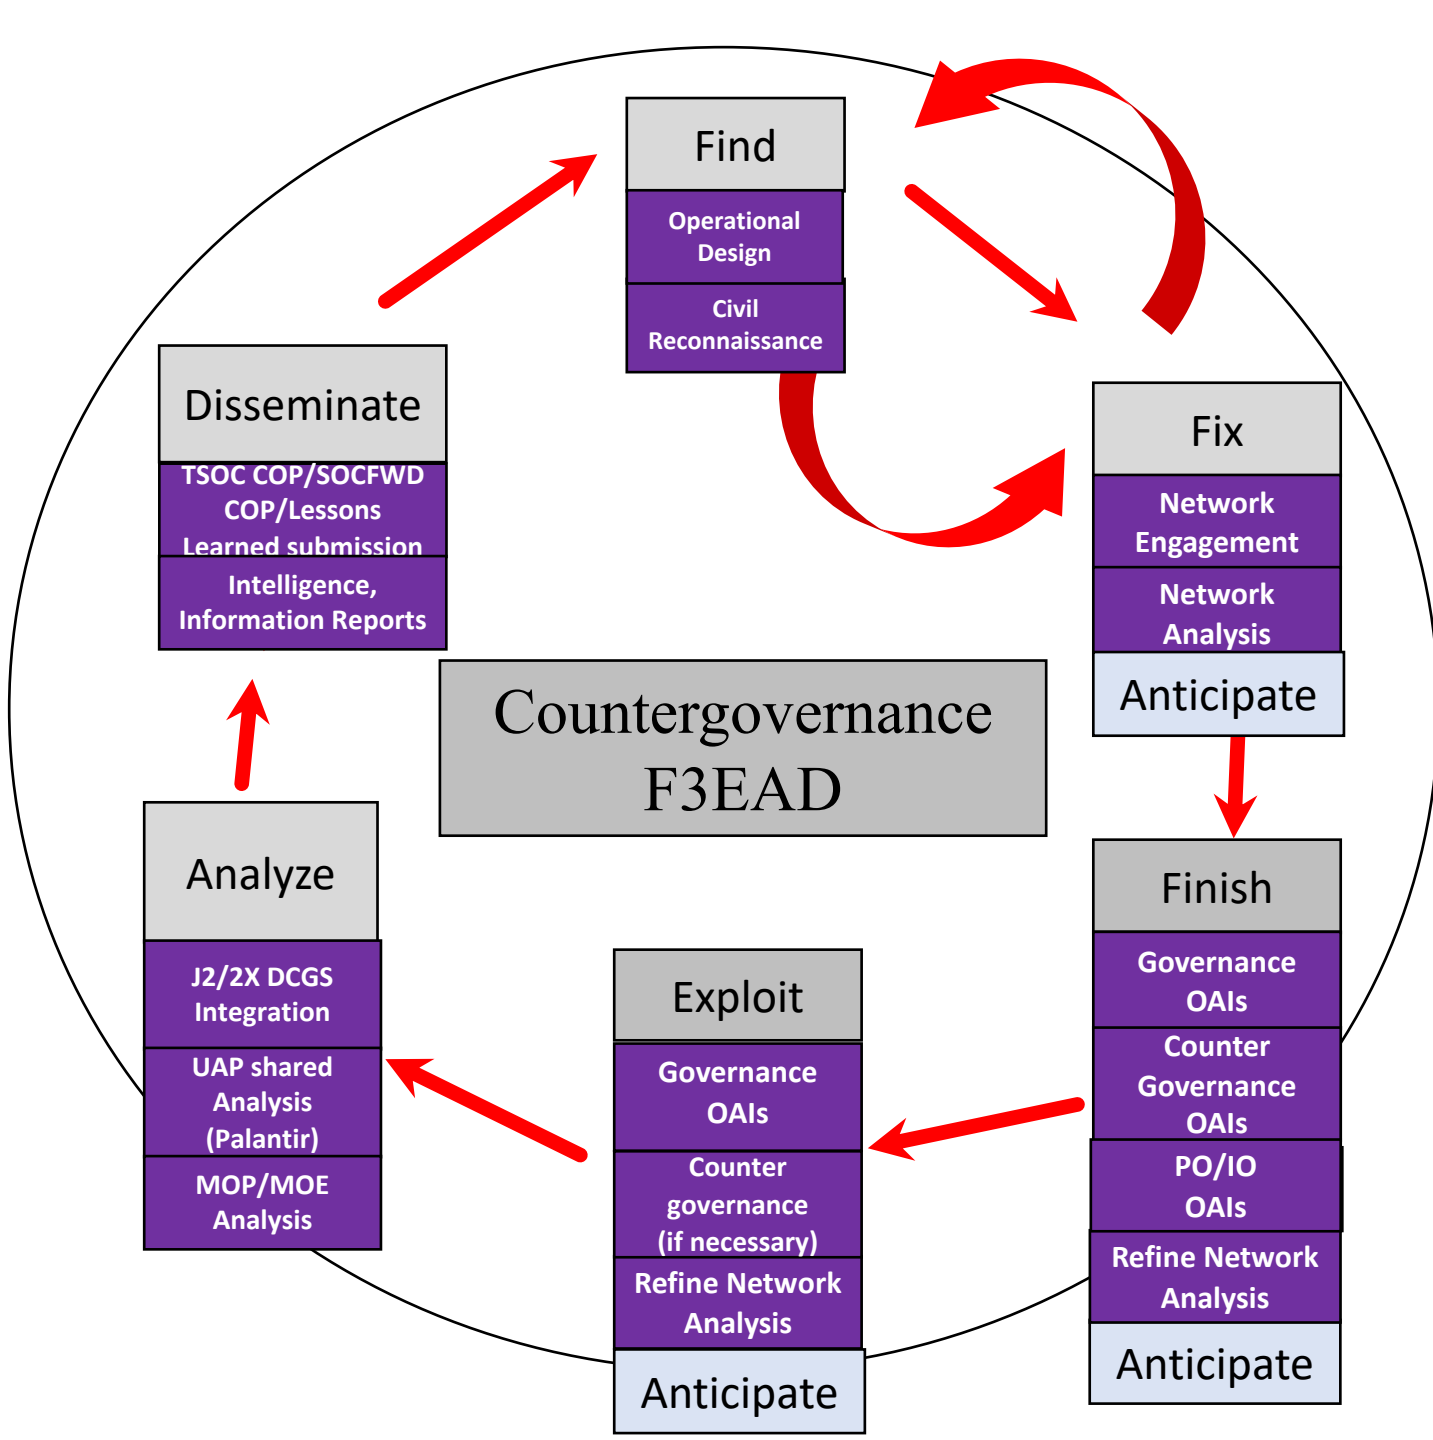 Find
Operational
Design
Civil
Reconnaissance
Fix
Network
Engagement
Network
Analysis
Anticipate
Finish
Governance
OAIs
Counter
Governance
OAIs
PO/IO
OAIs
Refine Network
Analysis
Anticipate
Exploit
Governance
OAIs
Counter
governance
(if necessary)
Refine Network
Analysis
Anticipate
Analyze
J2/2X DCGS
Integration
UAP shared
Analysis
(Palantir)
MOP/MOE
Analysis
Disseminate
TSOC COP/SOCFWD
COP/Lessons
Learned submission
Intelligence,
Information Reports
Countergovernance
F3EAD